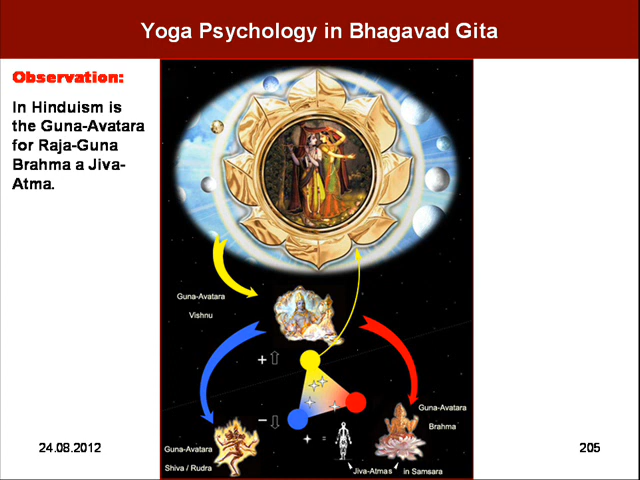 Yoga Psychology in Bhagavad Gita
Observation:
In Hinduism is
the Guna-Avatara
for Raja-Guna
Brahma a Jiva-
Atma.
Guna-Avatara
Vishnu
+
–
=
Guna-Avatara
Brahma
Guna-Avatara
Shiva / Rudra
Jiva-Atmas
in Samsara
24.08.2012
205